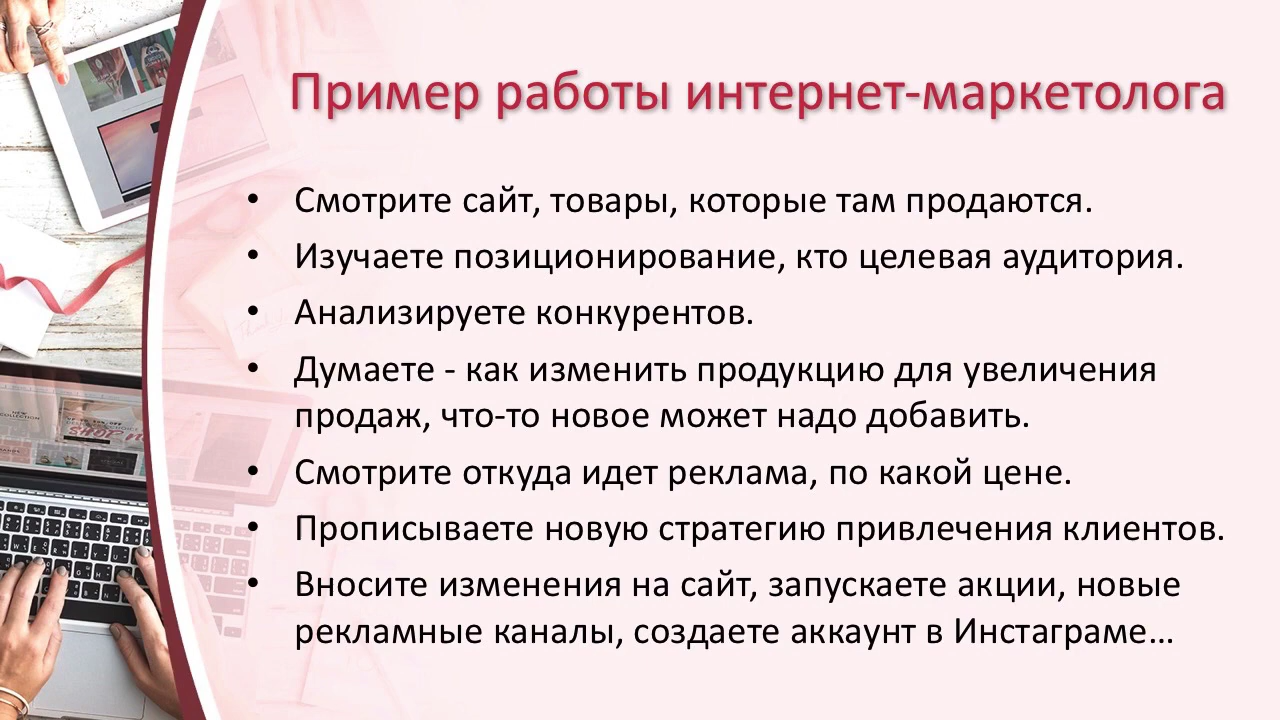 Пример работы интернет-маркетолога
• Смотрите сайт, товары, которые там продаются.
• Изучаете позиционирование, кто целевая аудитория.
• Анализируете конкурентов.
• Думаете - как изменить продукцию для увеличения
продаж, что-то новое может надо добавить.
• Смотрите откуда идет реклама, по какой цене.
• Прописываете новую стратегию привлечения клиентов.
• Вносите изменения на сайт, запускаете акции, новые
рекламные каналы, создаете аккаунт в Инстаграме…